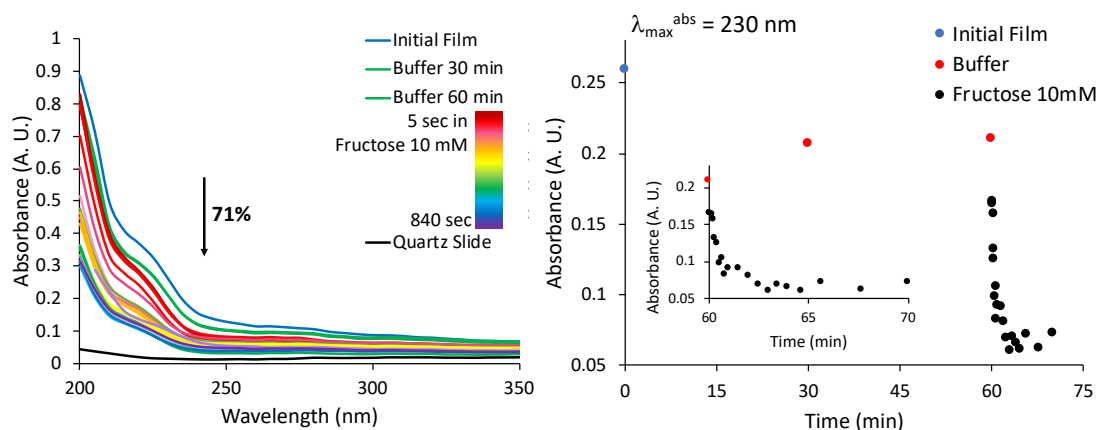 1
0.9
0.8
0.7
0.6
0.5
0.4
0.3
0.2
0.1
0
Absorbance (A. U.)
200
250
300
350
Wavelength (nm)
Initial Film
Buffer 30 min
Buffer 60 min
5 sec in
Fructose 10 mM
840 sec
Quartz Slide
71%
λmax^abs = 230 nm
0.25
0.2
0.15
0.1
0.05
Absorbance (A. U.)
0
15
30
45
60
75
Time (min)
Initial Film
Buffer
Fructose 10mM
0.2
0.15
0.1
0.05
Absorbance (A. U.)
60
65
70
Time (min)